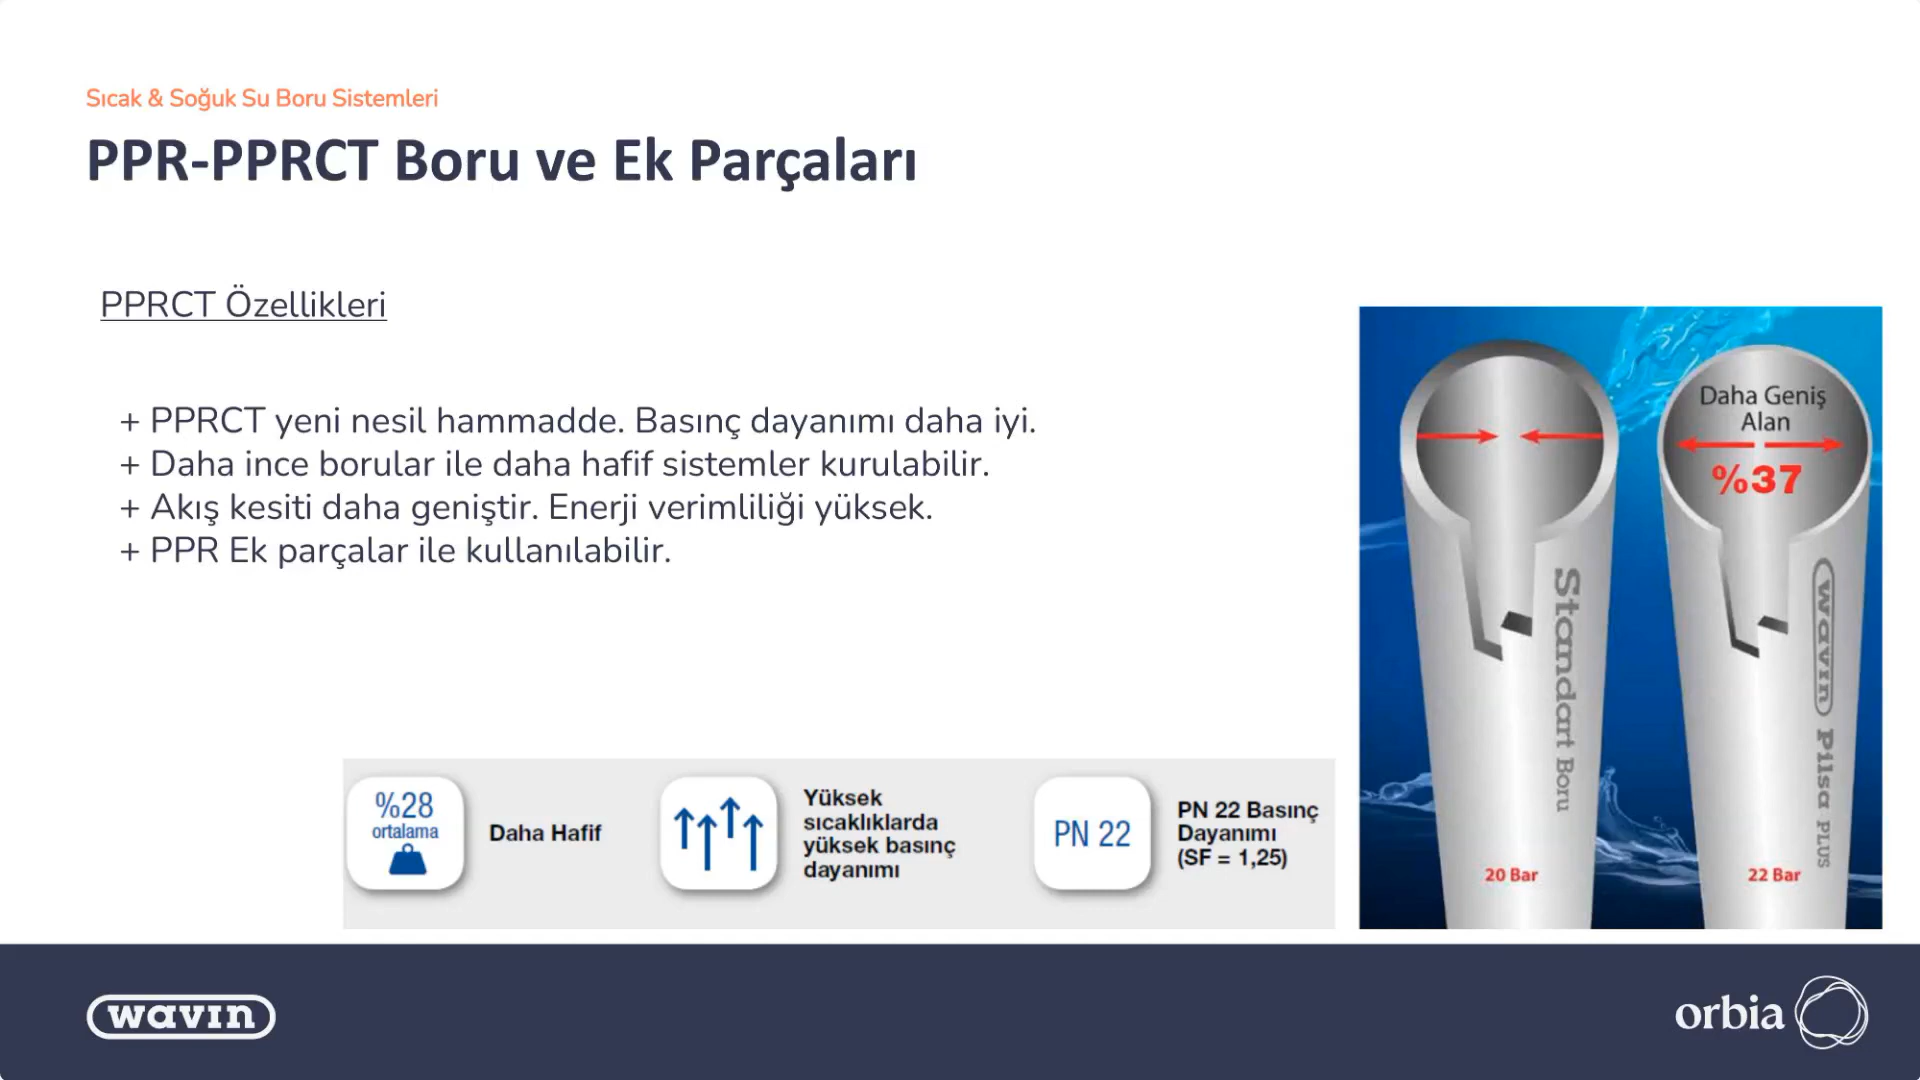 Sıcak & Soğuk Su Boru Sistemleri
PPR-PPRCT Boru ve Ek Parçaları
PPRCT Özellikleri
+ PPRCT yeni nesil hammadde. Basınç dayanımı daha iyi.
+ Daha ince borular ile daha hafif sistemler kurulabilir.
+ Akış kesiti daha geniştir. Enerji verimliliği yüksek.
+ PPR Ek parçalar ile kullanılabilir.
%28
ortalama
Daha Hafif
Yüksek
sıcaklıklarda
yüksek basınç
dayanımı
PN 22
PN 22 Basınç
Dayanımı
(SF = 1,25)
Standart Boru
20 Bar
Daha Geniş
Alan
%37
wavin Pilsa PLUS
22 Bar
wavin
orbia